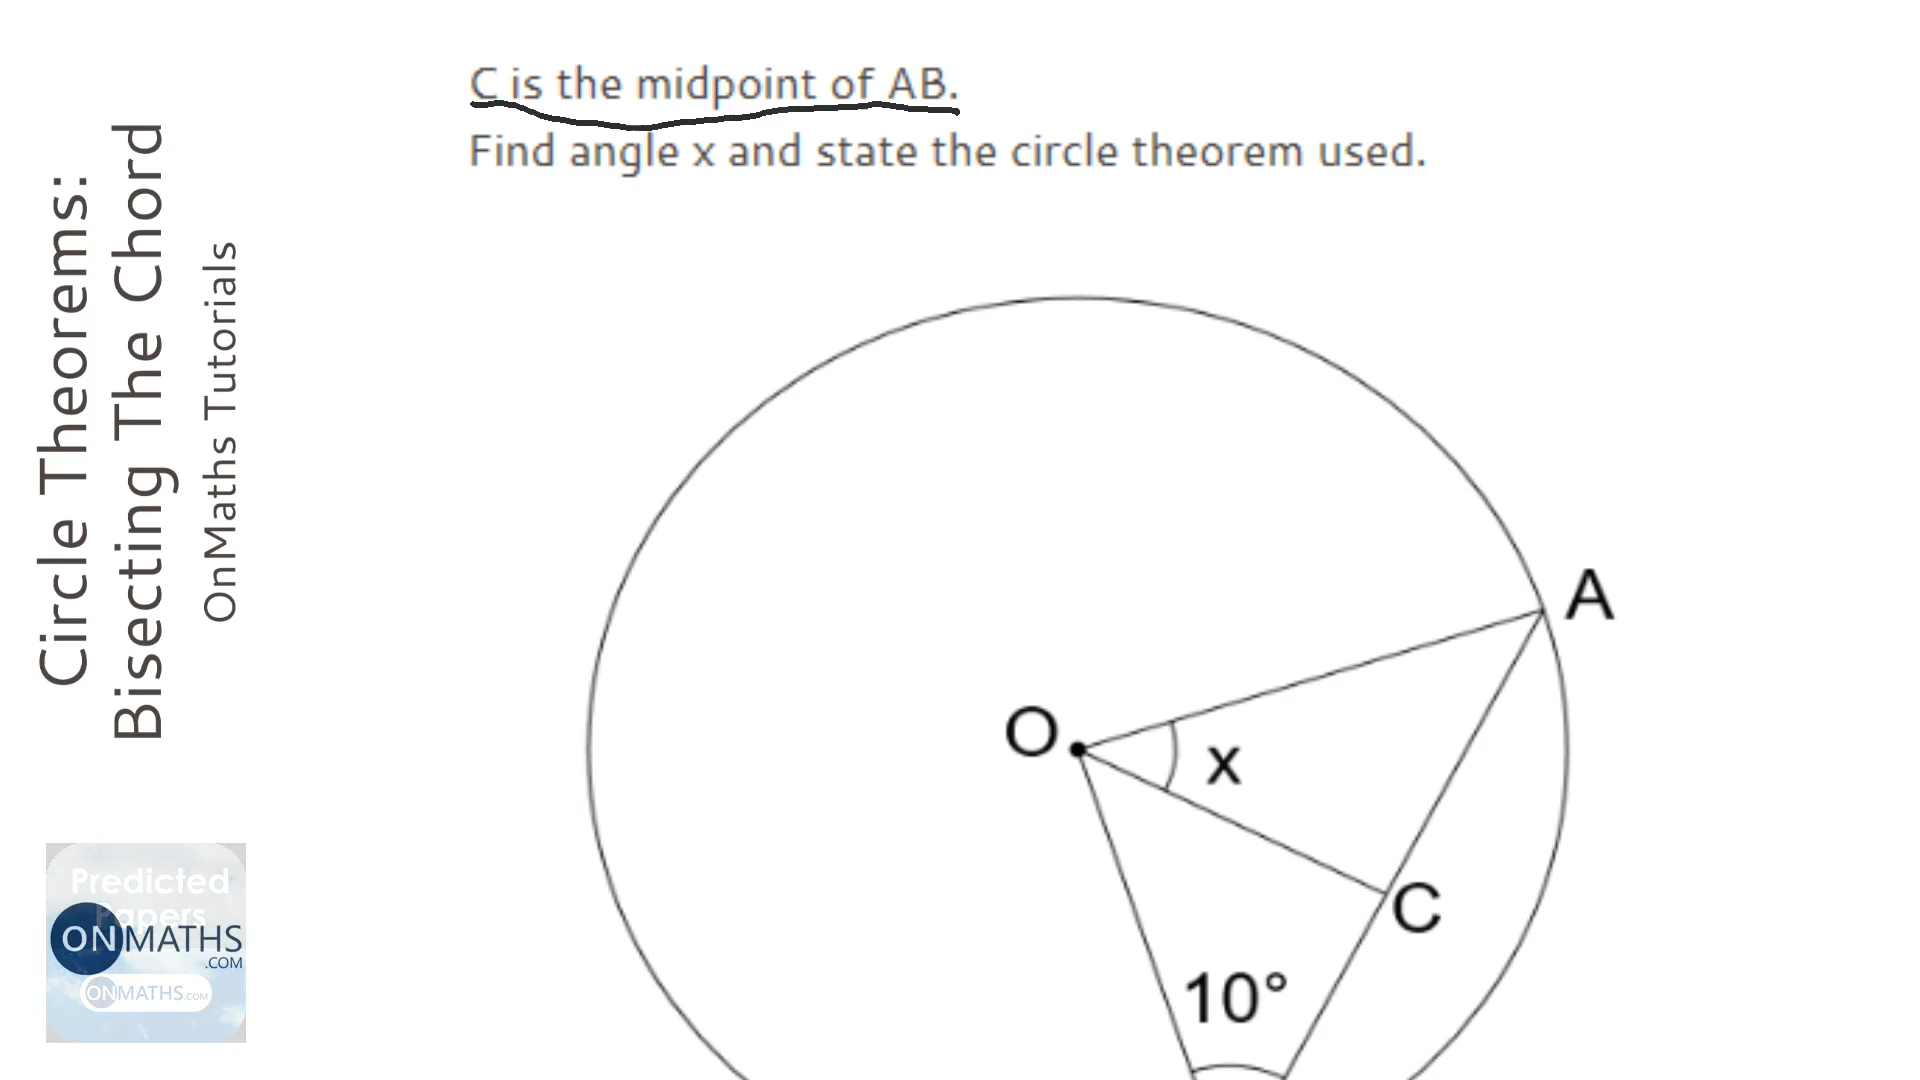 C is the midpoint of AB.
Find angle x and state the circle theorem used.
Circle Theorems:
Bisecting The Chord
OnMaths Tutorials
A
O
x
C
10°
Predicted
Papers
ONMATHS
.COM
ONMATHS.COM